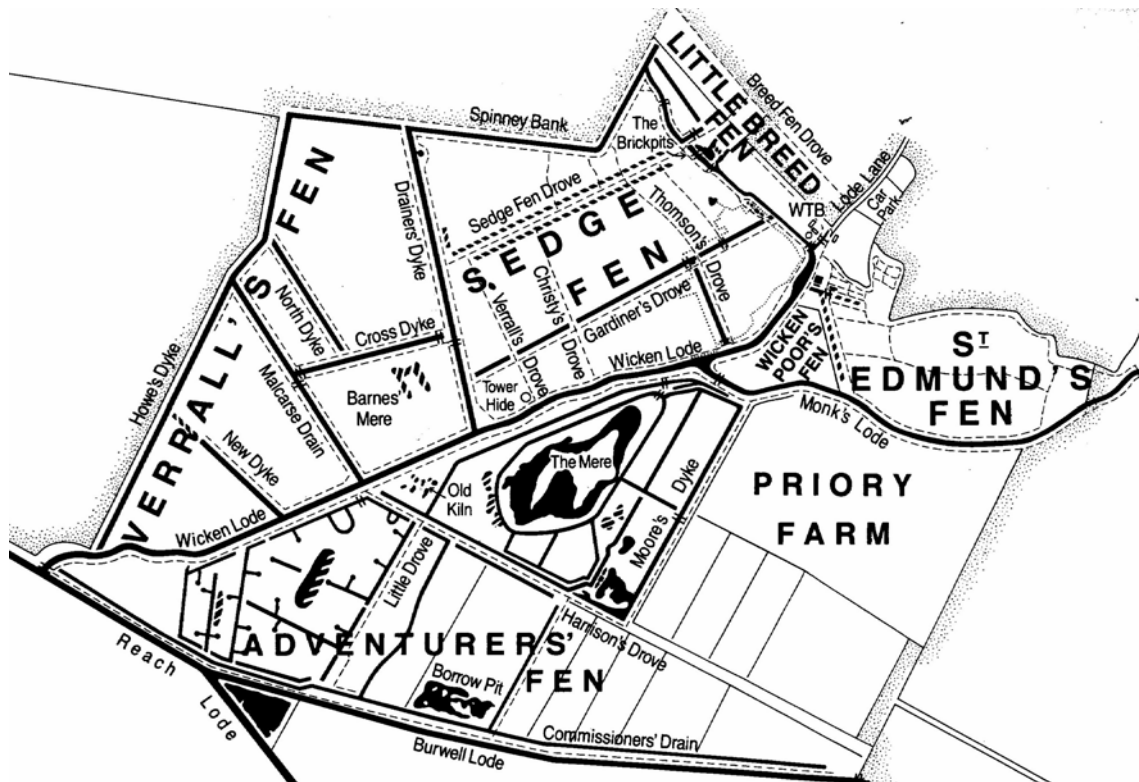 LITTLE BREED
FEN
Breed Fen Drove
Spinney Bank
The
Brickpits
Lode Lane
Car
Park
WTB
Sedge Fen Drove
SEDGE
FEN
Thomson's Drove
Drainers' Dyke
Christy's Drove
Verrall's Drove
Gardiner's Drove
VERRALL'S FEN
North Dyke
Cross Dyke
Howe's Dyke
Malcarse Drain
Barnes'
Mere
Tower
Hide
Wicken Lode
WICKEN
POOR'S
FEN
ST
EDMUND'S
FEN
Monk's Lode
New Dyke
Wicken Lode
Old
Kiln
The Mere
Moore's Dyke
PRIORY
FARM
Little Drove
Harrison's Drove
ADVENTURERS'
FEN
Reach
Lode
Borrow Pit
Burwell Lode
Commissioners' Drain